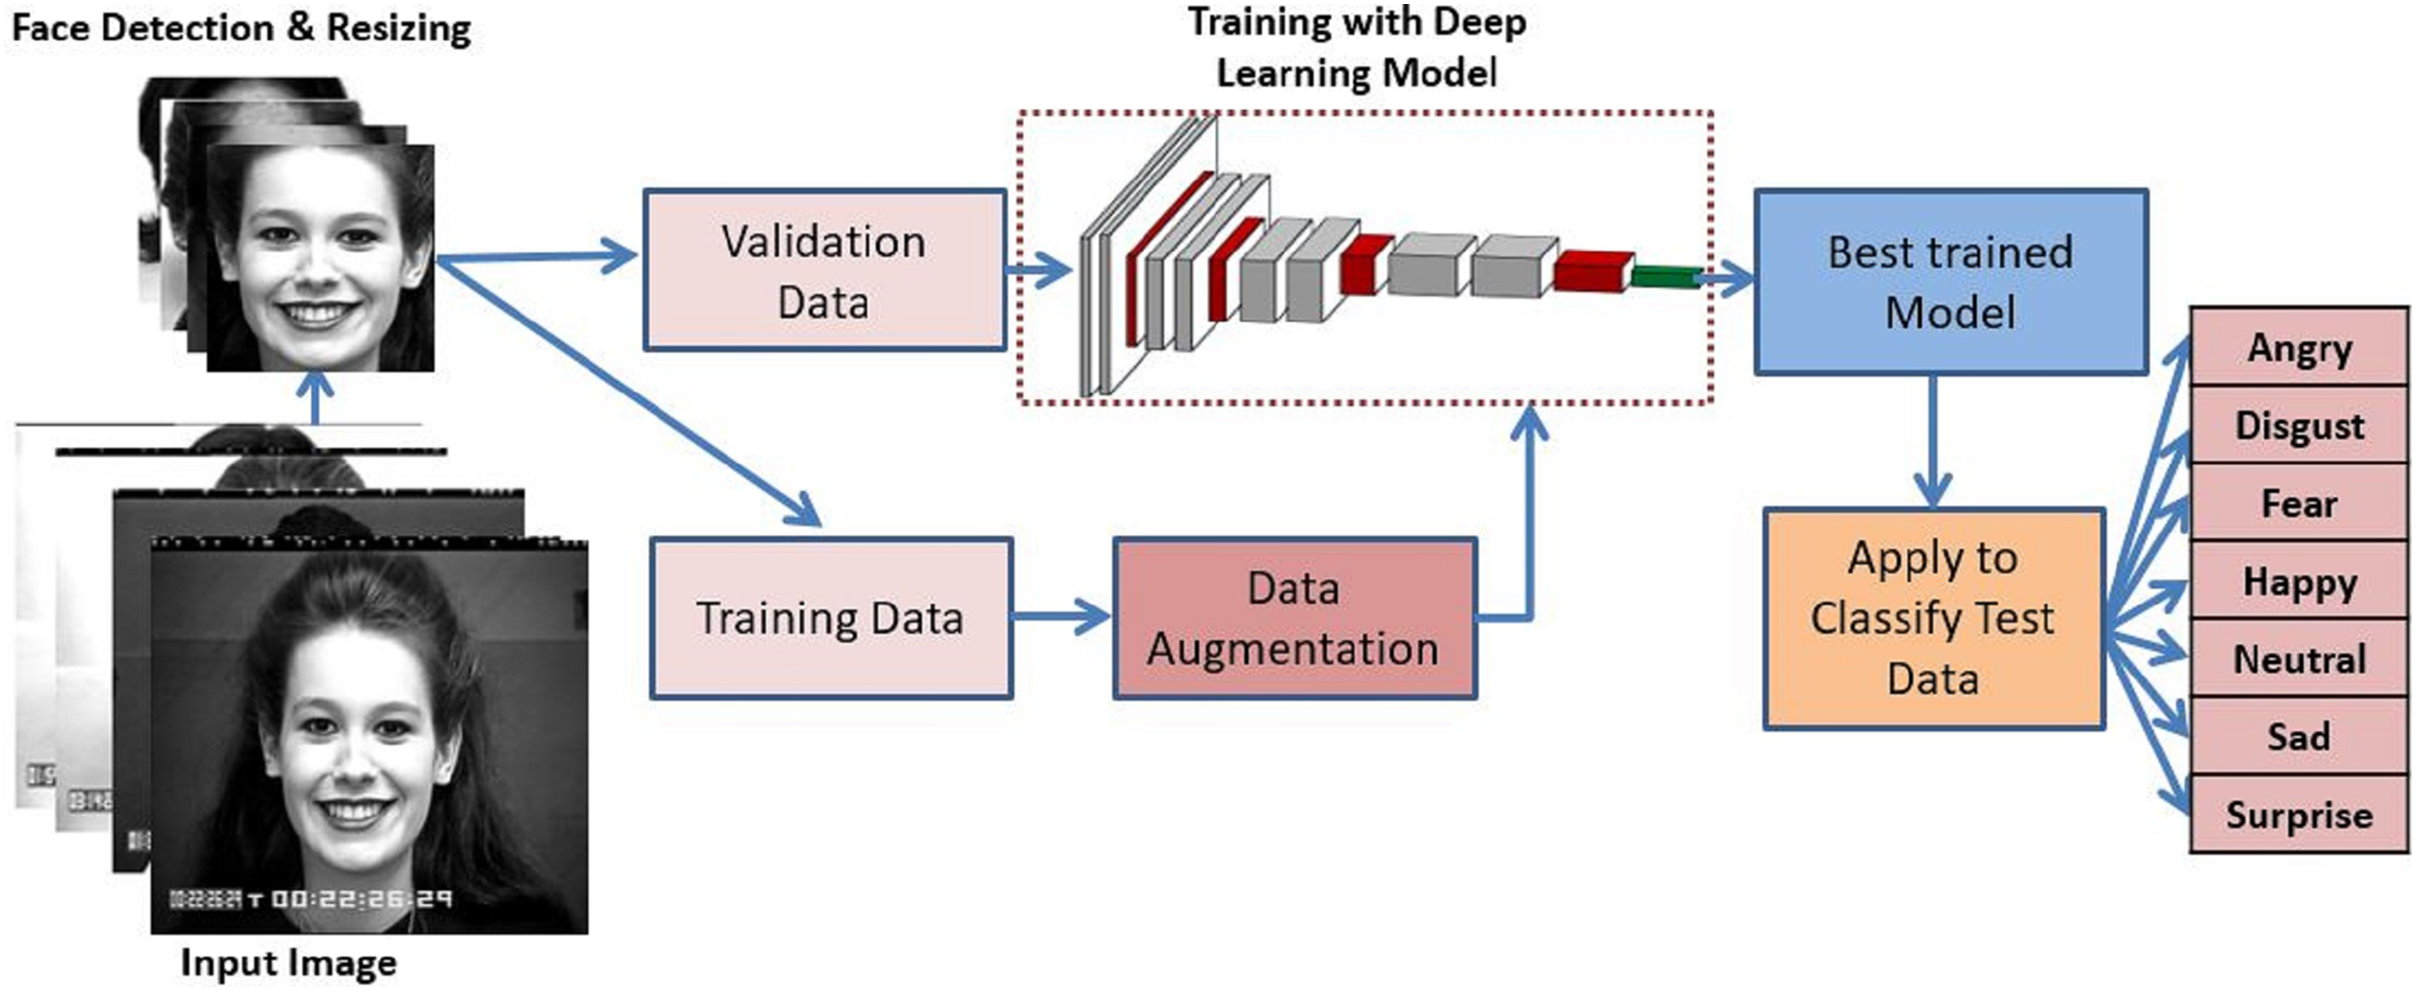 Face Detection & Resizing
Training with Deep
Learning Model
Validation
Data
Best trained
Model
Training Data
Data
Augmentation
Apply to
Classify Test
Data
Angry
Disgust
Fear
Happy
Neutral
Sad
Surprise
T 00:22:26:29
Input Image